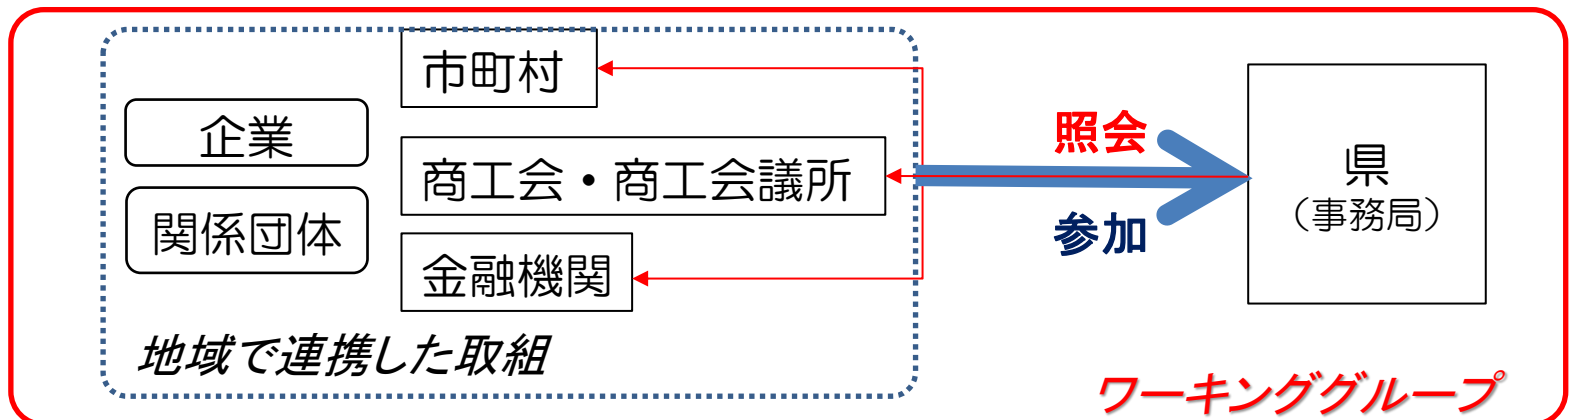 市町村
企業
商工会・商工会議所
関係団体
金融機関
地域で連携した取組
照会
参加
県
（事務局）
ワーキンググループ